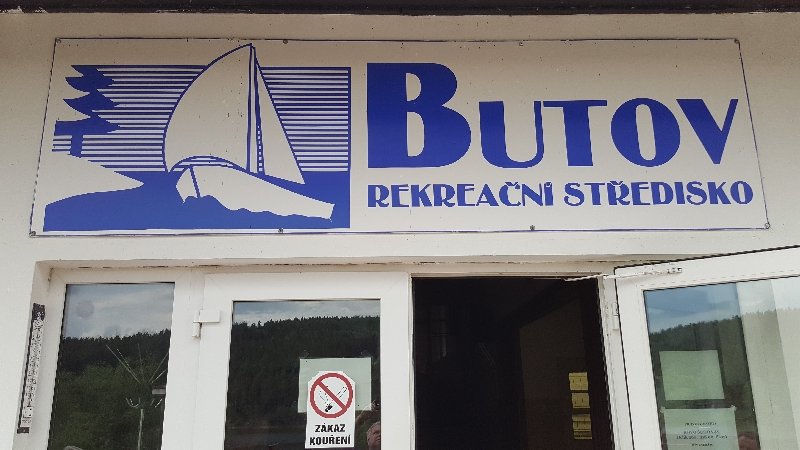 BUTOV
REKREAČNÍ STŘEDISKO
ZÁKAZ
KOUŘENÍ